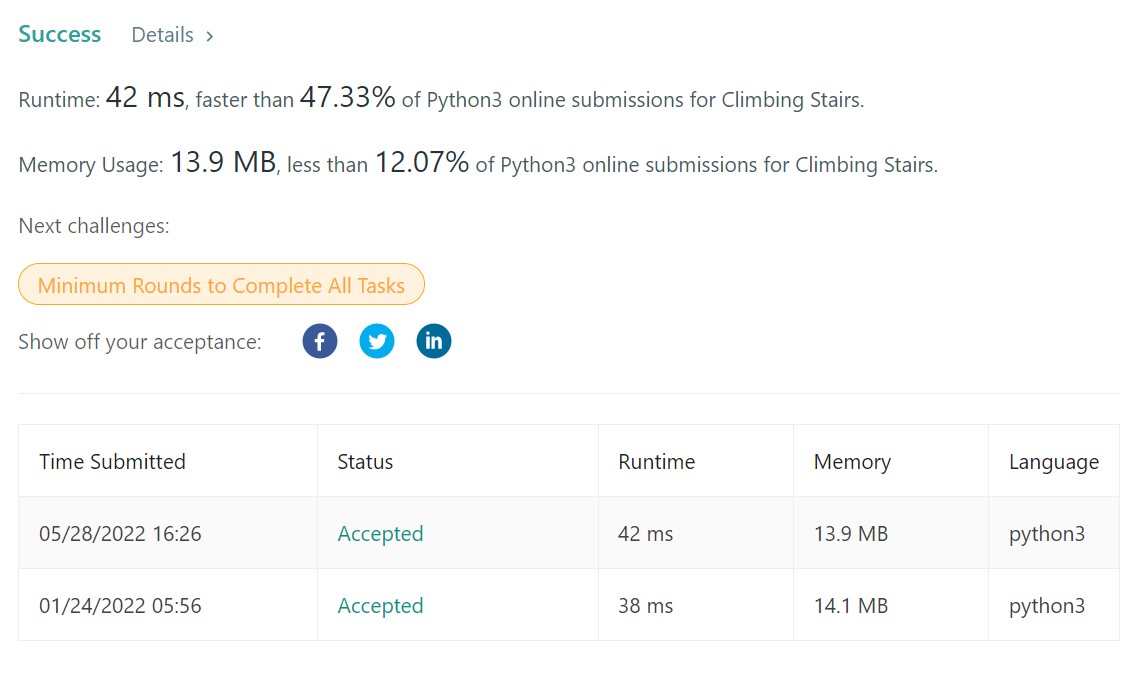 Success Details >
Runtime: 42 ms, faster than 47.33% of Python3 online submissions for Climbing Stairs.
Memory Usage: 13.9 MB, less than 12.07% of Python3 online submissions for Climbing Stairs.
Next challenges:
Minimum Rounds to Complete All Tasks
Show off your acceptance: f in
Time Submitted Status Runtime Memory Language
05/28/2022 16:26 Accepted 42 ms 13.9 MB python3
01/24/2022 05:56 Accepted 38 ms 14.1 MB python3